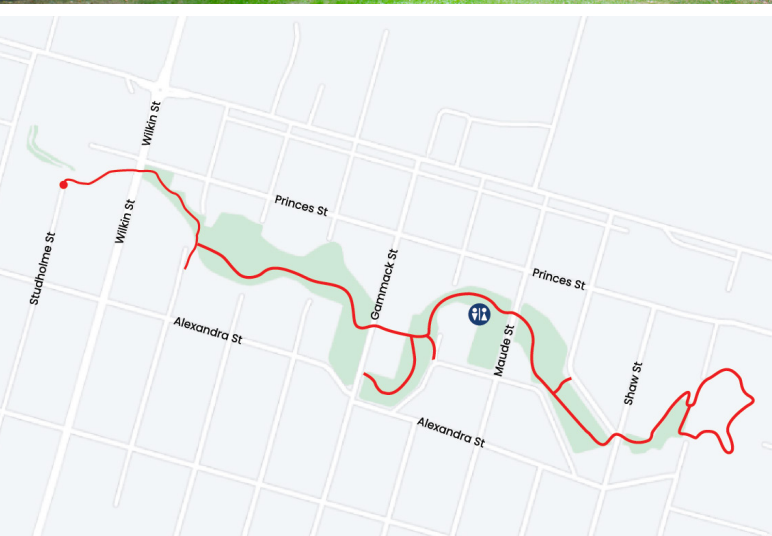 Wilkin St
Princes St
Wilkin St
Studholme St
Gammack St
Princes St
Alexandra St
Maude St
Shaw St
Alexandra St